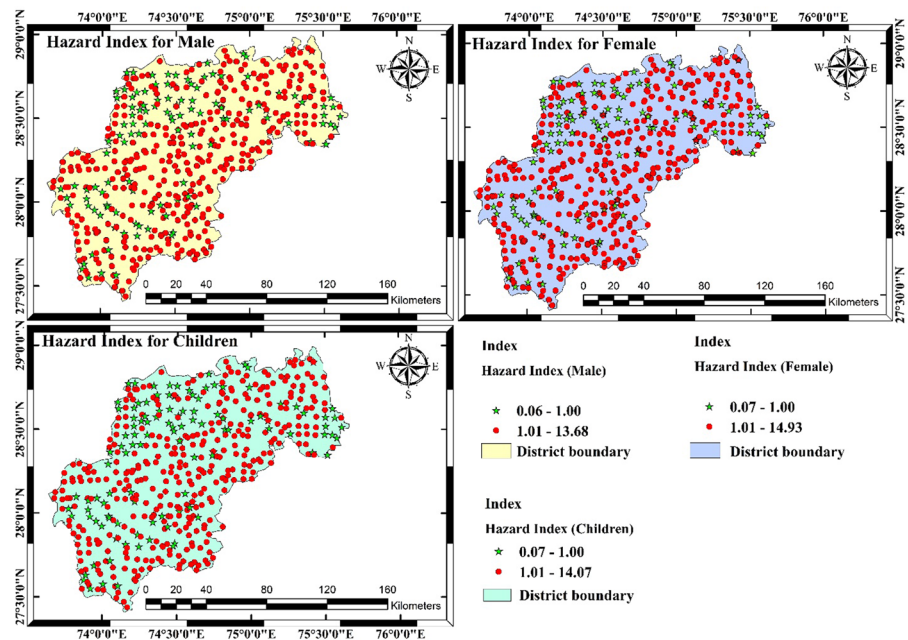 74°0'0"E 74°30'0"E 75°0'0"E 75°30'0"E 76°0'0"E
74°0'0"E 74°30'0"E 75°0'0"E 75°30'0"E 76°0'0"E
Hazard Index for Male
N
W E
S
29°0'0"N
28°30'0"N
28°0'0"N
27°30'0"N
0 20 40 80 120 160
Kilometers
Hazard Index for Female
N
W E
S
29°0'0"N
28°30'0"N
28°0'0"N
27°30'0"N
0 20 40 80 120 160
Kilometers
Hazard Index for Children
N
W E
S
29°0'0"N
28°30'0"N
28°0'0"N
27°30'0"N
0 20 40 80 120 160
Kilometers
74°0'0"E 74°30'0"E 75°0'0"E 75°30'0"E 76°0'0"E
Index
Hazard Index (Male)
0.06 - 1.00
1.01 - 13.68
District boundary
Index
Hazard Index (Female)
0.07 - 1.00
1.01 - 14.93
District boundary
Index
Hazard Index (Children)
0.07 - 1.00
1.01 - 14.07
District boundary